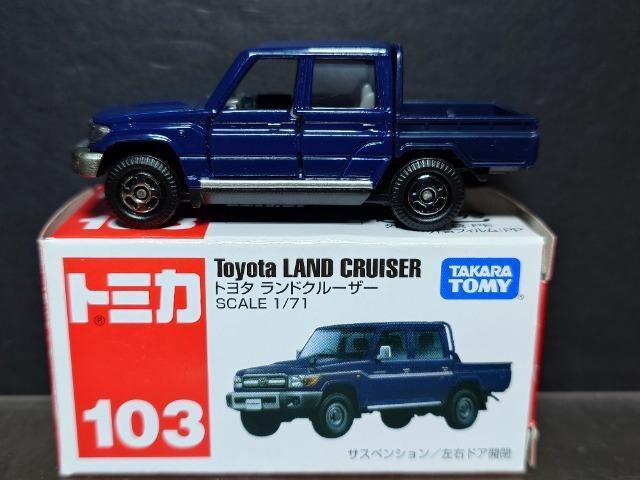 トミカ
®
103
Toyota LAND CRUISER
トヨタ ランドクルーザー
SCALE 1/71
TAKARA
TOMY
®
サスペンション／左右ドア開閉